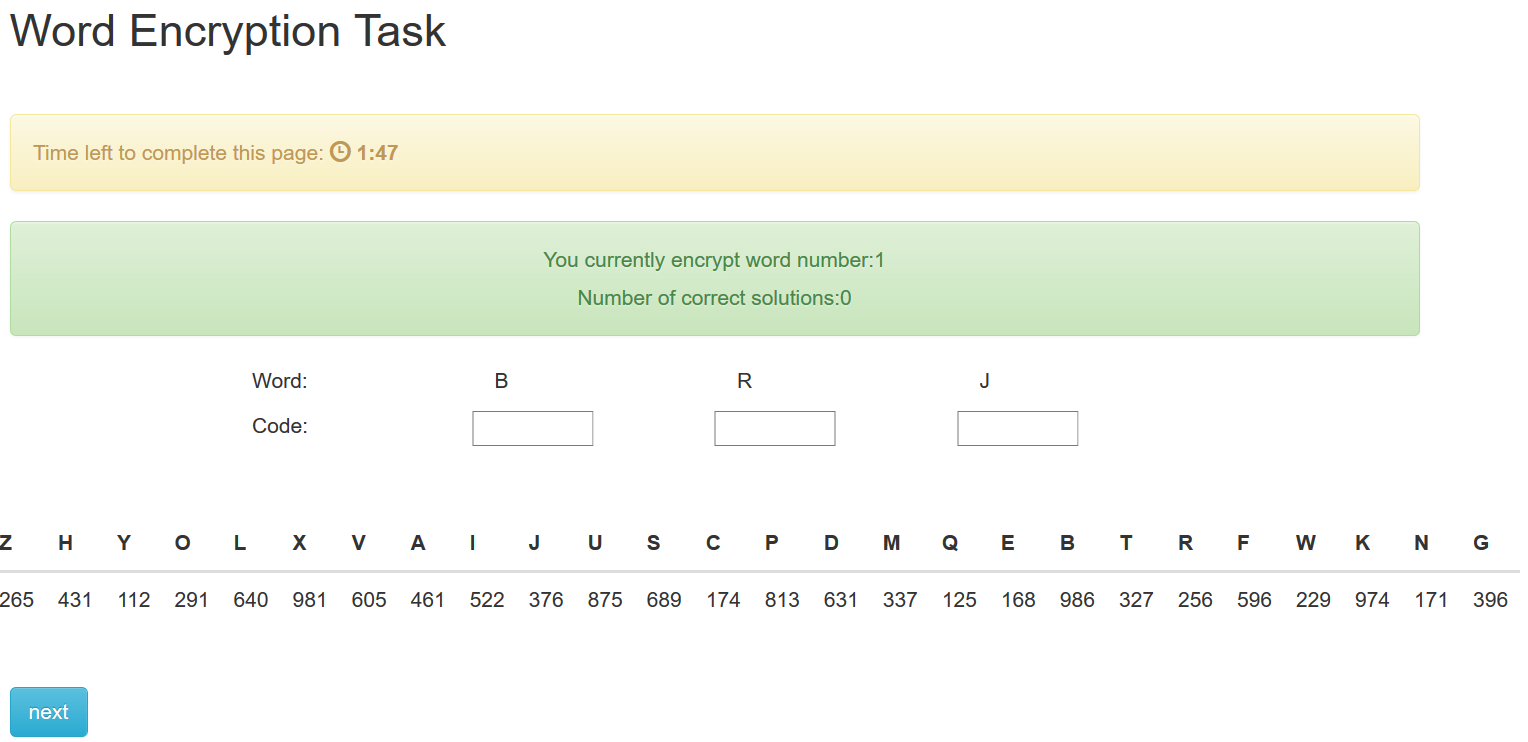 Word Encryption Task
Time left to complete this page: 1:47
You currently encrypt word number:1
Number of correct solutions:0
Word: B R J
Code:
Z H Y O L X V A I J U S C P D M Q E B T R F W K N G
265 431 112 291 640 981 605 461 522 376 875 689 174 813 631 337 125 168 986 327 256 596 229 974 171 396
next